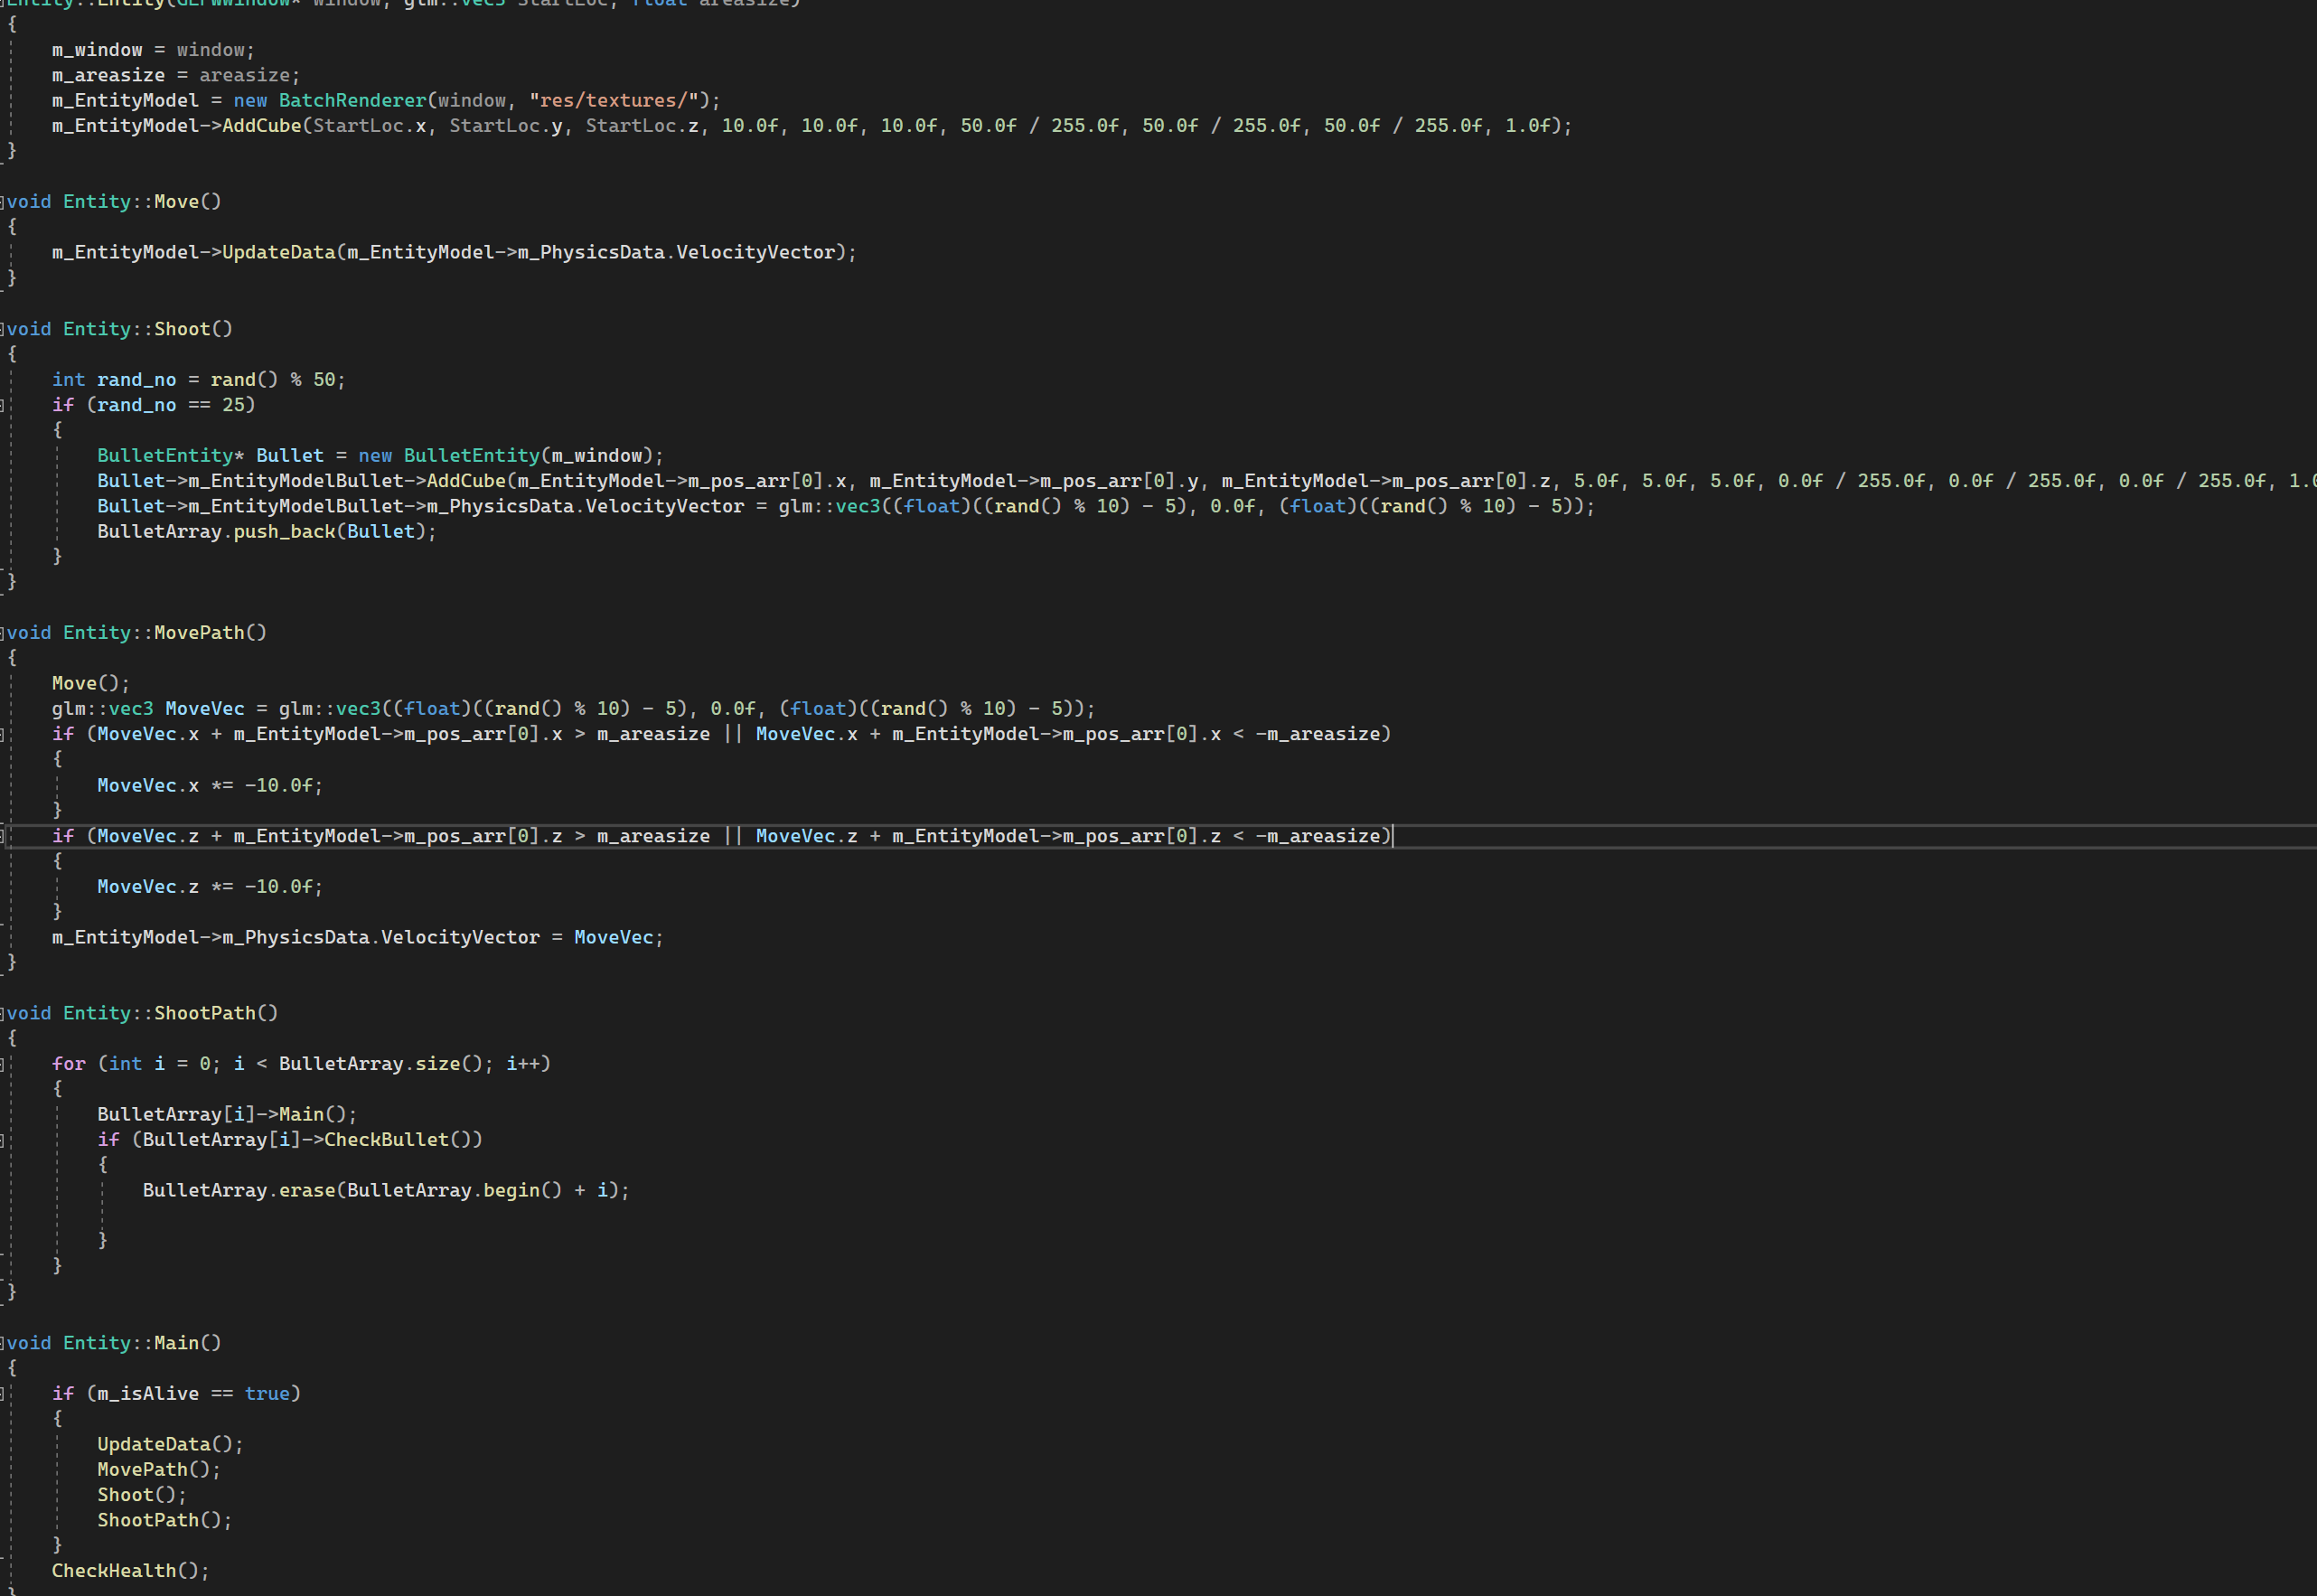 Entity::Entity(GLFWwindow* window, glm::vec3 StartLoc, float areasize)
{
    m_window = window;
    m_areasize = areasize;
    m_EntityModel = new BatchRenderer(window, "res/textures/");
    m_EntityModel->AddCube(StartLoc.x, StartLoc.y, StartLoc.z, 10.0f, 10.0f, 10.0f, 50.0f / 255.0f, 50.0f / 255.0f, 50.0f / 255.0f, 1.0f);
}
void Entity::Move()
{
    m_EntityModel->UpdateData(m_EntityModel->m_PhysicsData.VelocityVector);
}
void Entity::Shoot()
{
    int rand_no = rand() % 50;
    if (rand_no == 25)
    {
        BulletEntity* Bullet = new BulletEntity(m_window);
        Bullet->m_EntityModelBullet->AddCube(m_EntityModel->m_pos_arr[0].x, m_EntityModel->m_pos_arr[0].y, m_EntityModel->m_pos_arr[0].z, 5.0f, 5.0f, 5.0f, 0.0f / 255.0f, 0.0f / 255.0f, 0.0f / 255.0f, 1.0
        Bullet->m_EntityModelBullet->m_PhysicsData.VelocityVector = glm::vec3((float)((rand() % 10) - 5), 0.0f, (float)((rand() % 10) - 5));
        BulletArray.push_back(Bullet);
    }
}
void Entity::MovePath()
{
    Move();
    glm::vec3 MoveVec = glm::vec3((float)((rand() % 10) - 5), 0.0f, (float)((rand() % 10) - 5));
    if (MoveVec.x + m_EntityModel->m_pos_arr[0].x > m_areasize || MoveVec.x + m_EntityModel->m_pos_arr[0].x < -m_areasize)
    {
        MoveVec.x *= -10.0f;
    }
    if (MoveVec.z + m_EntityModel->m_pos_arr[0].z > m_areasize || MoveVec.z + m_EntityModel->m_pos_arr[0].z < -m_areasize)
    {
        MoveVec.z *= -10.0f;
    }
    m_EntityModel->m_PhysicsData.VelocityVector = MoveVec;
}
void Entity::ShootPath()
{
    for (int i = 0; i < BulletArray.size(); i++)
    {
        BulletArray[i]->Main();
        if (BulletArray[i]->CheckBullet())
        {
            BulletArray.erase(BulletArray.begin() + i);
        }
    }
}
void Entity::Main()
{
    if (m_isAlive == true)
    {
        UpdateData();
        MovePath();
        Shoot();
        ShootPath();
    }
    CheckHealth();
}